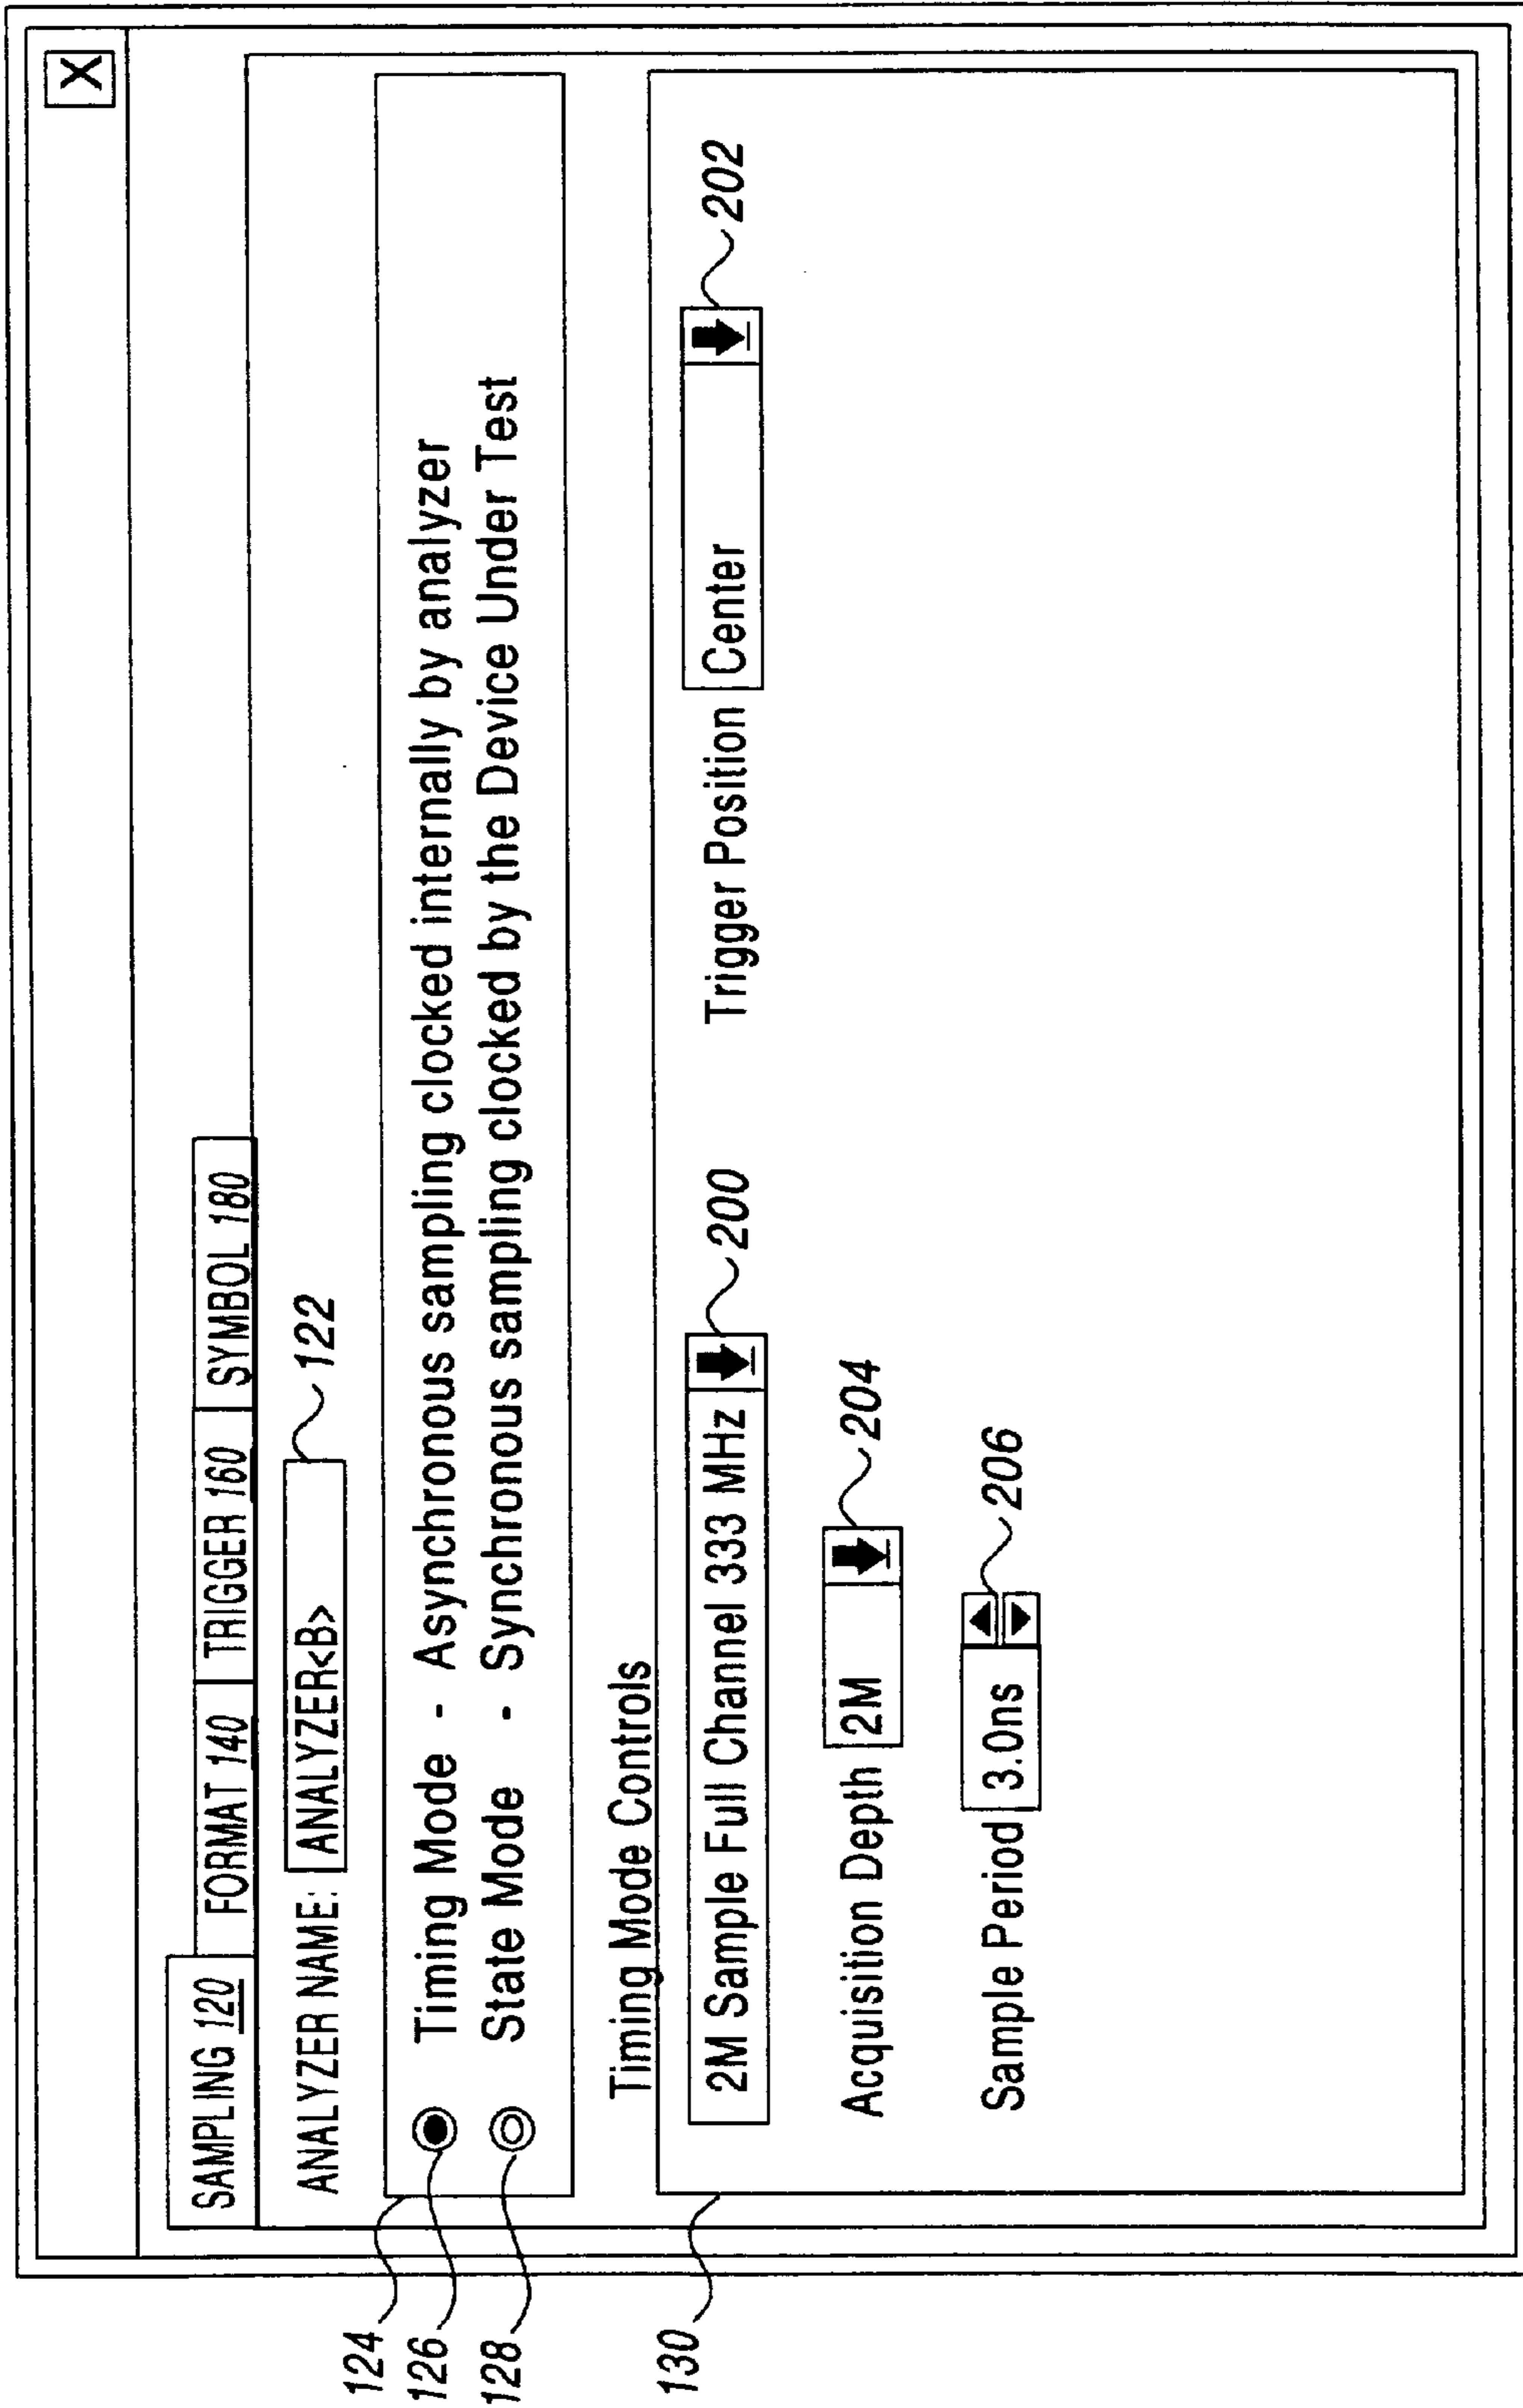 X
SAMPLING 120 FORMAT 140 TRIGGER 160 SYMBOL 180
ANALYZER NAME: ANALYZER<B> 122
124
126 Timing Mode - Asynchronous sampling clocked internally by analyzer
128 State Mode - Synchronous sampling clocked by the Device Under Test
Timing Mode Controls
130
2M Sample Full Channel 333 MHz 200 Trigger Position Center 202
Acquisition Depth 2M 204
Sample Period 3.0ns 206